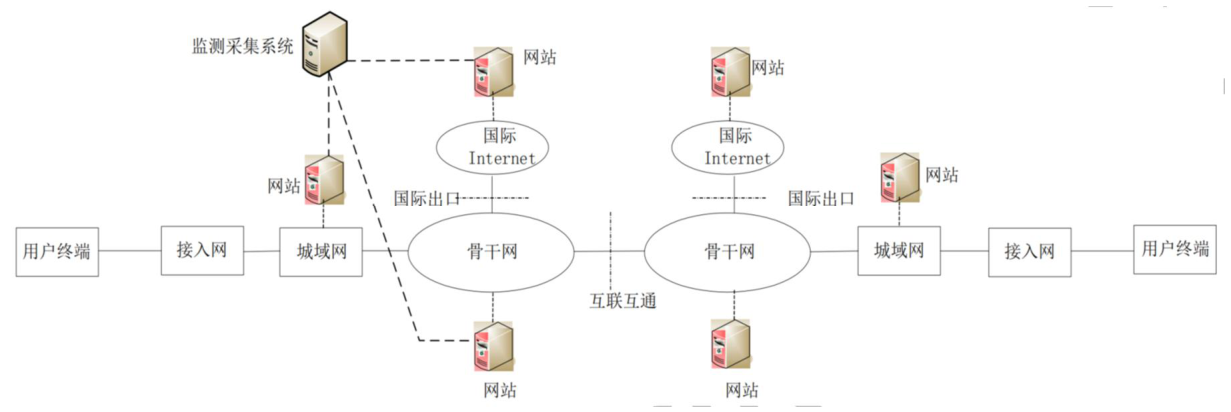 监测采集系统
网站
网站
国际
Internet
国际
Internet
网站
网站
国际出口
国际出口
用户终端
接入网
城域网
骨干网
骨干网
城域网
接入网
用户终端
互联互通
网站
网站